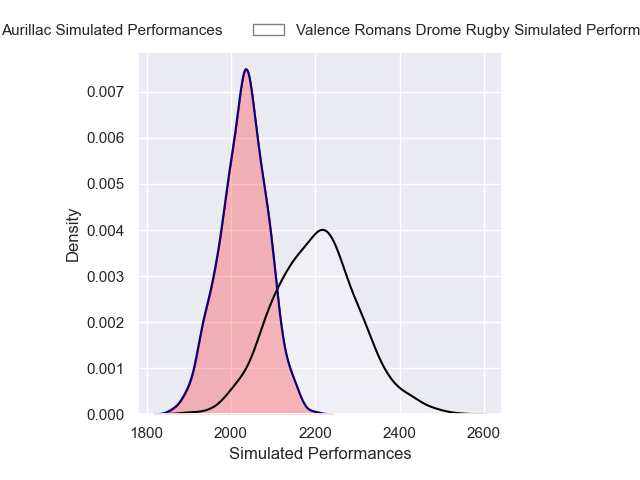 Aurillac Simulated Performances
Valence Romans Drome Rugby Simulated Perform
0.007
0.006
0.005
0.004
0.003
0.002
0.001
0.000
Density
1800 2000 2200 2400 2600
Simulated Performances